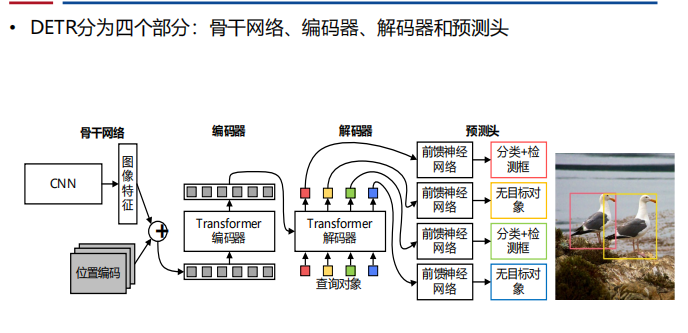 • DETR分为四个部分：骨干网络、编码器、解码器和预测头
骨干网络
编码器
解码器
预测头
CNN
图像特征
位置编码
+
Transformer
编码器
Transformer
解码器
查询对象
前馈神经
网络
分类+检
测框
前馈神经
网络
无目标对
象
前馈神经
网络
分类+检
测框
前馈神经
网络
无目标对
象